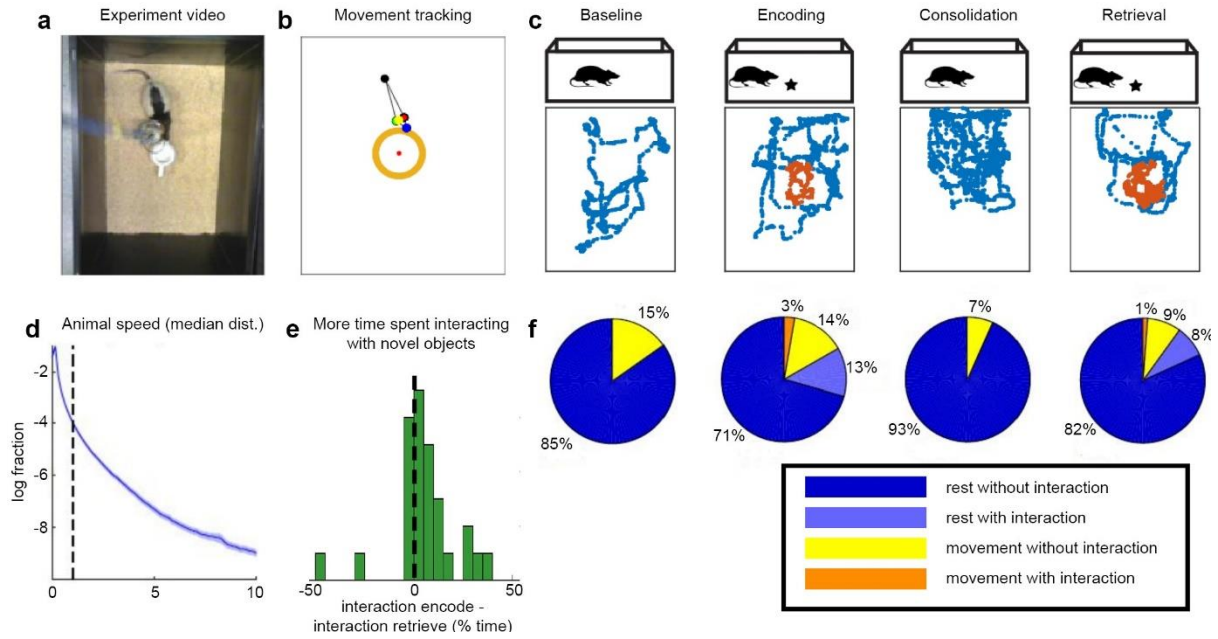 a Experiment video
b Movement tracking
c Baseline Encoding Consolidation Retrieval
d Animal speed (median dist.)
log fraction
-2
-4
-6
-8
0 5 10
e More time spent interacting
with novel objects
-50 0 50
interaction encode -
interaction retrieve (% time)
f
15%
85%
3%
14%
13%
71%
7%
93%
1%
9%
8%
82%
rest without interaction
rest with interaction
movement without interaction
movement with interaction